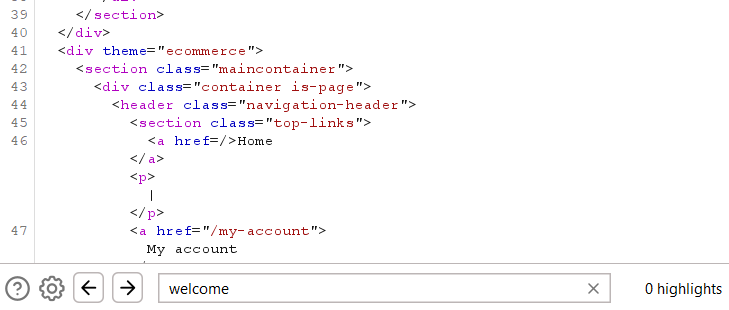 39 </section>
40 </div>
41 <div theme="ecommerce">
42 <section class="maincontainer">
43 <div class="container is-page">
44 <header class="navigation-header">
45 <section class="top-links">
46 <a href=/>Home
</a>
<p>
|
</p>
47 <a href="/my-account">
My account
? welcome 0 highlights